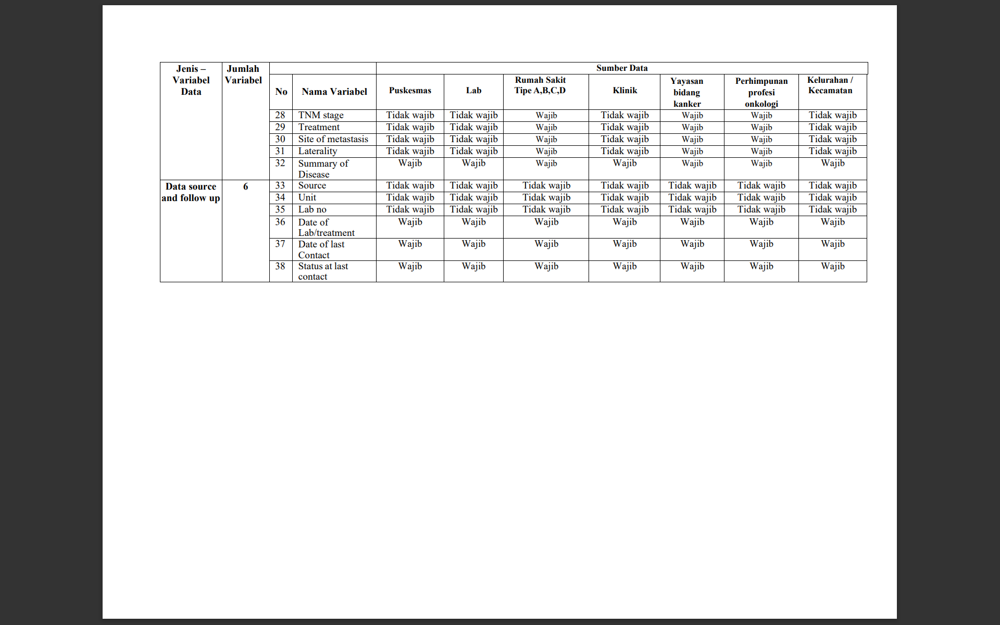 Jenis – Variabel Data | Jumlah Variabel | Sumber Data
No | Nama Variabel | Puskesmas | Lab | Rumah Sakit Tipe A,B,C,D | Klinik | Yayasan bidang kanker | Perhimpunan profesi onkologi | Kelurahan / Kecamatan
28 | TNM stage | Tidak wajib | Tidak wajib | Wajib | Tidak wajib | Wajib | Wajib | Tidak wajib
29 | Treatment | Tidak wajib | Tidak wajib | Wajib | Tidak wajib | Wajib | Wajib | Tidak wajib
30 | Site of metastasis | Tidak wajib | Tidak wajib | Wajib | Tidak wajib | Wajib | Wajib | Tidak wajib
31 | Laterality | Tidak wajib | Tidak wajib | Wajib | Tidak wajib | Wajib | Wajib | Tidak wajib
32 | Summary of Disease | Wajib | Wajib | Wajib | Wajib | Wajib | Wajib | Wajib
Data source and follow up | 6 | 33 | Source | Tidak wajib | Tidak wajib | Tidak wajib | Tidak wajib | Tidak wajib | Tidak wajib | Tidak wajib
34 | Unit | Tidak wajib | Tidak wajib | Tidak wajib | Tidak wajib | Tidak wajib | Tidak wajib | Tidak wajib
35 | Lab no | Tidak wajib | Tidak wajib | Tidak wajib | Tidak wajib | Tidak wajib | Tidak wajib | Tidak wajib
36 | Date of Lab/treatment | Wajib | Wajib | Wajib | Wajib | Wajib | Wajib | Wajib
37 | Date of last Contact | Wajib | Wajib | Wajib | Wajib | Wajib | Wajib | Wajib
38 | Status at last contact | Wajib | Wajib | Wajib | Wajib | Wajib | Wajib | Wajib